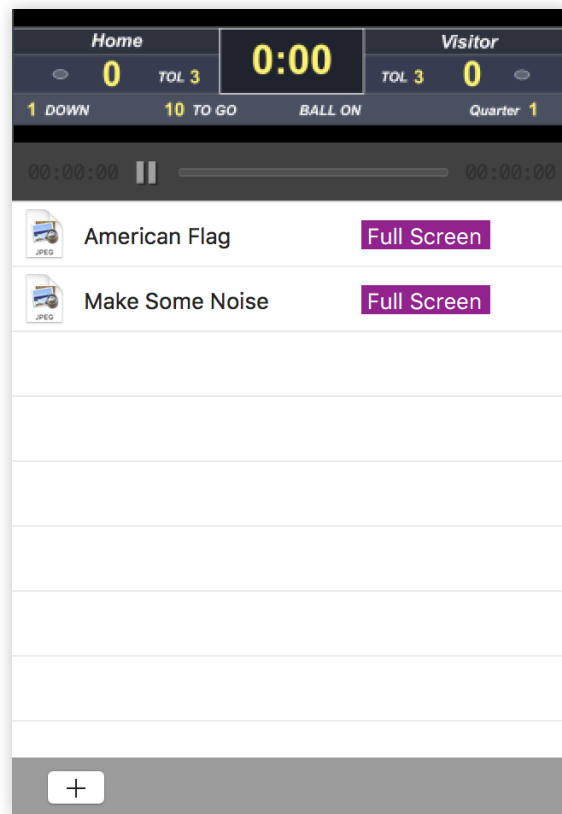 Home 0:00 Visitor
0 TOL 3 TOL 3 0
1 DOWN 10 TO GO BALL ON Quarter 1
00:00:00 00:00:00
American Flag Full Screen
JPEG
Make Some Noise Full Screen
JPEG
+